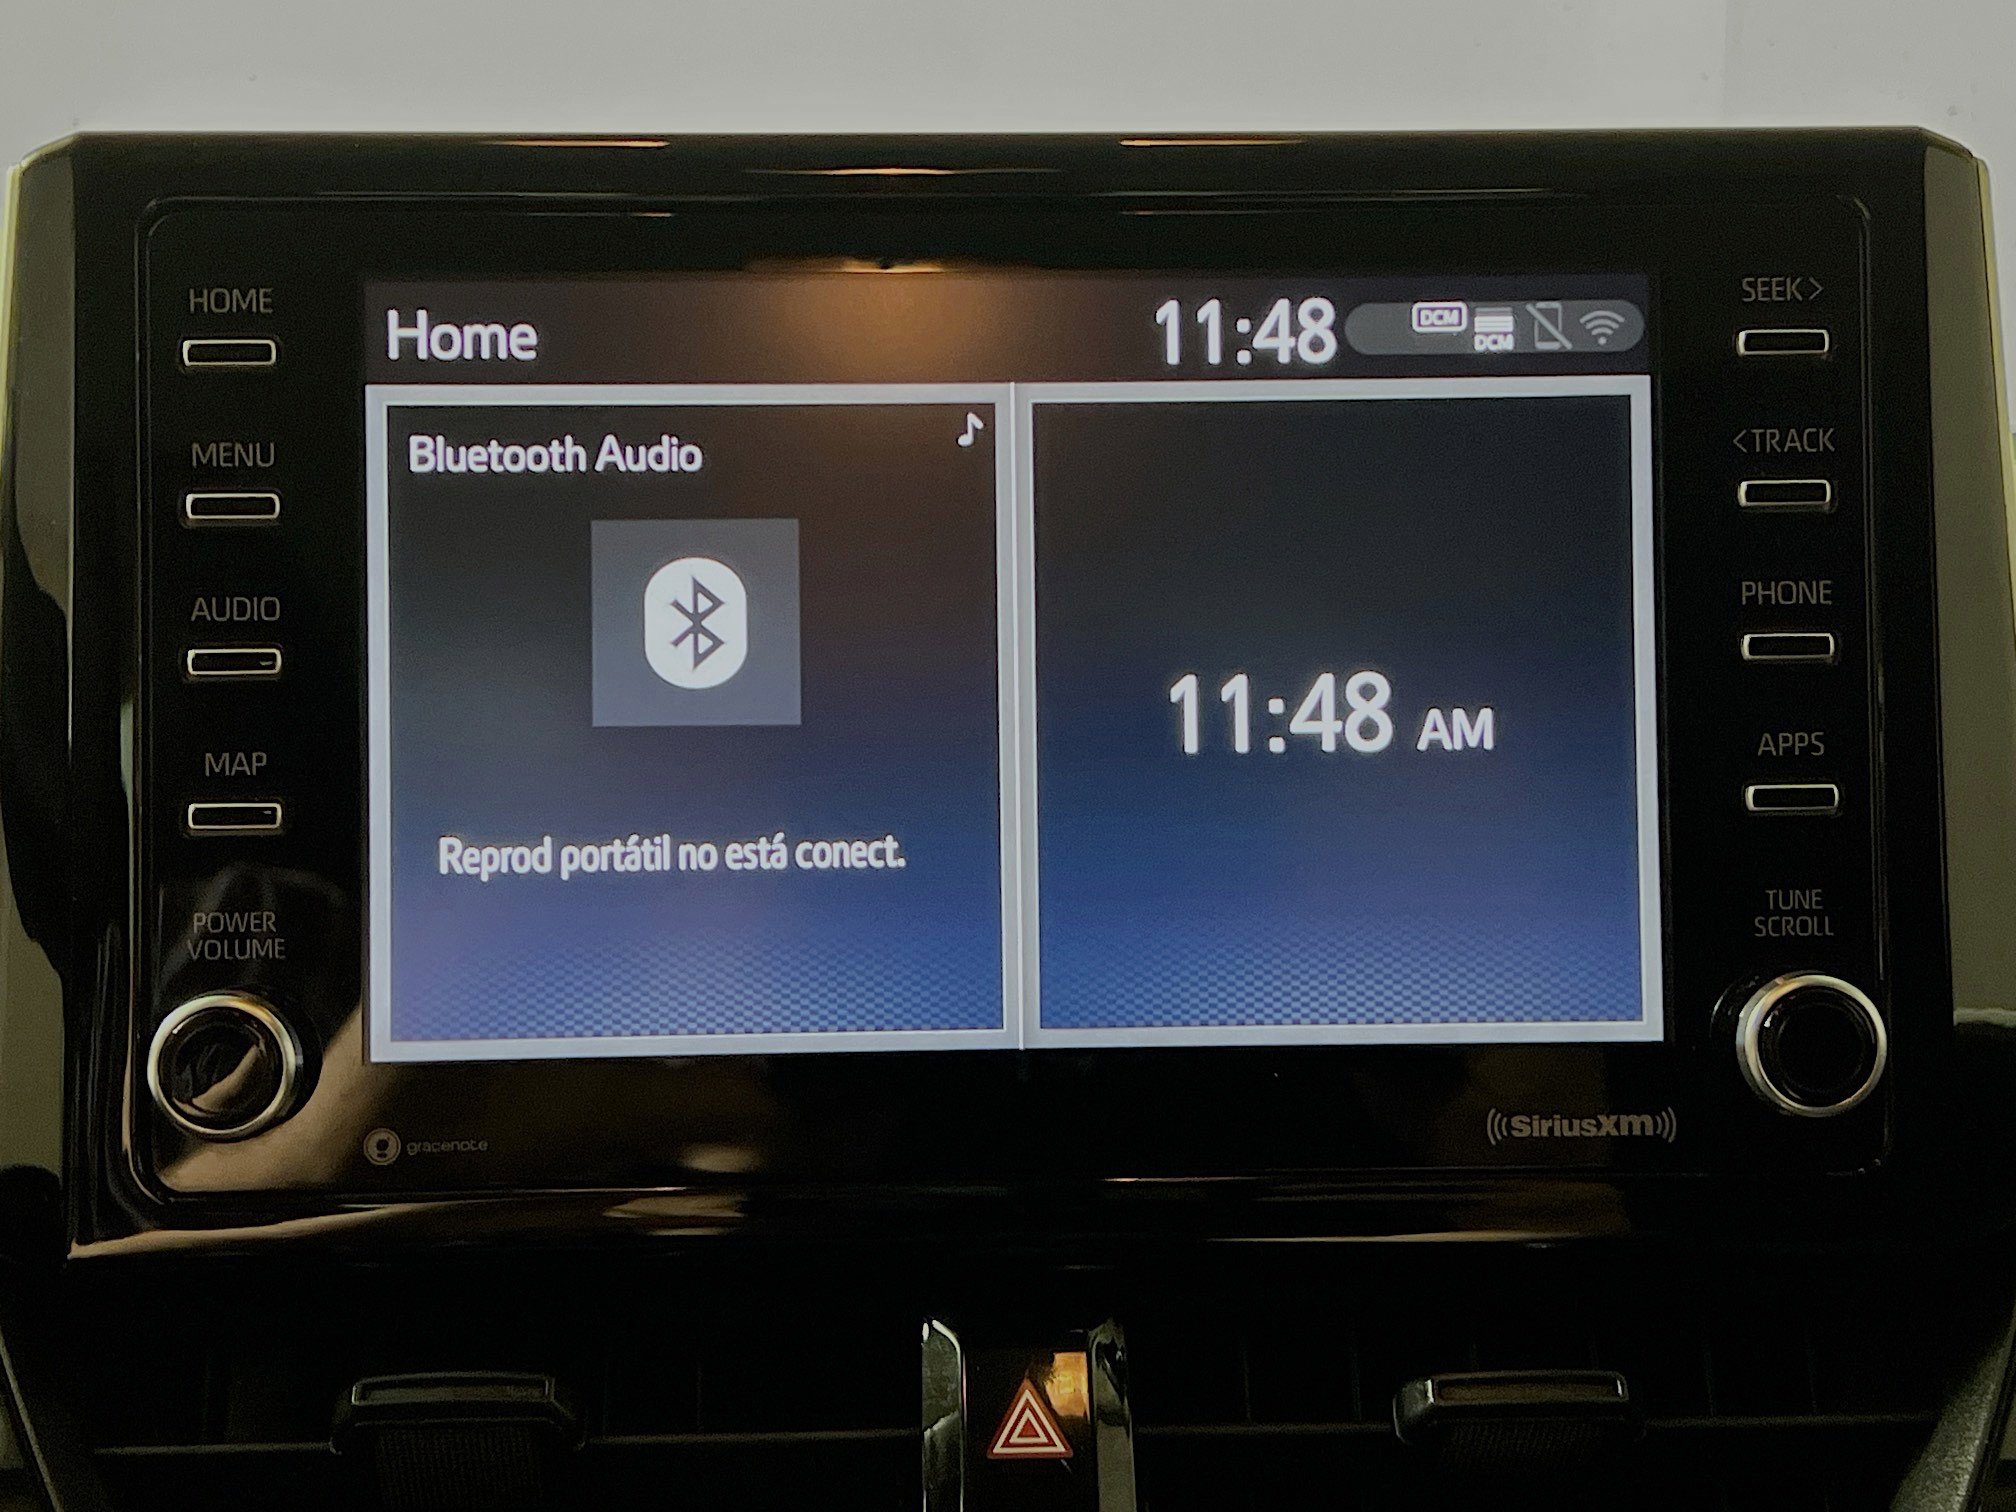 HOME
MENU
AUDIO
MAP
POWER
VOLUME
Home
11:48
DCM
DCM
Bluetooth Audio
Reprod portátil no está conect.
11:48 AM
SEEK>
<TRACK
PHONE
APPS
TUNE
SCROLL
gracenote
SiriusXM